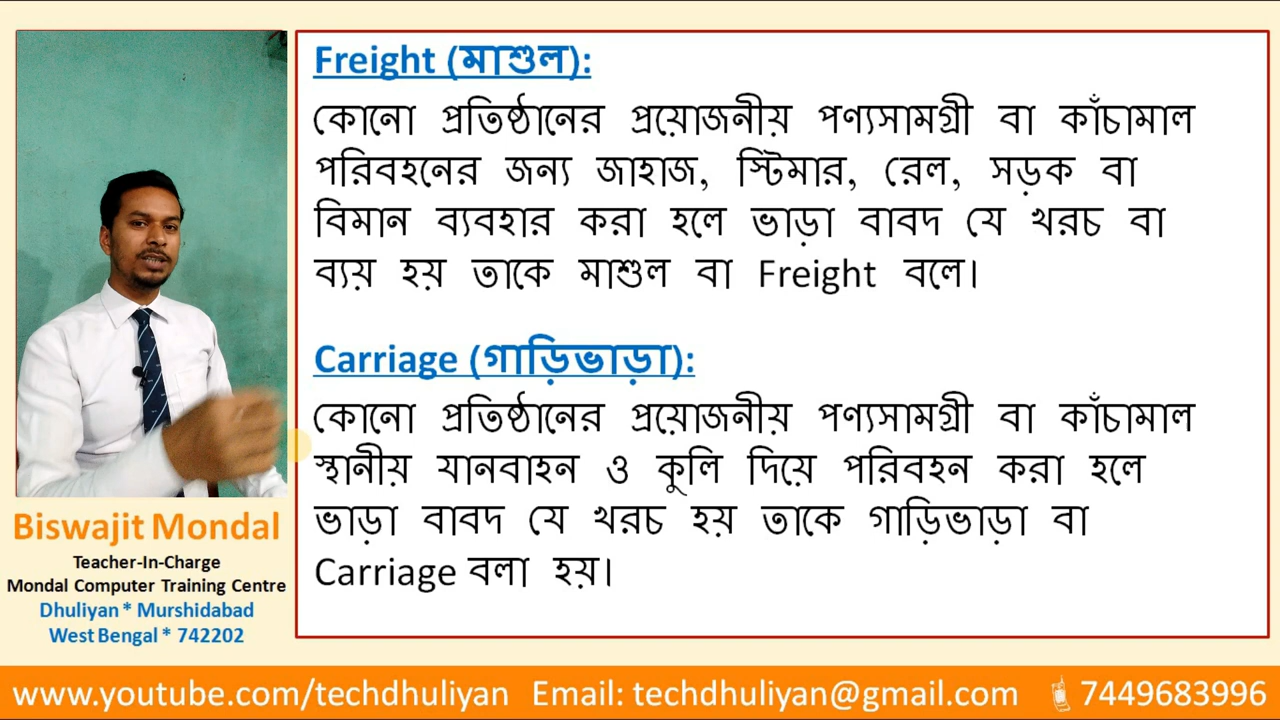 Freight (মাশুল):
কোনো প্রতিষ্ঠানের প্রয়োজনীয় পণ্যসামগ্রী বা কাঁচামাল
পরিবহনের জন্য জাহাজ, স্টিমার, রেল, সড়ক বা
বিমান ব্যবহার করা হলে ভাড়া বাবদ যে খরচ বা
ব্যয় হয় তাকে মাশুল বা Freight বলে।
Carriage (গাড়িভাড়া):
কোনো প্রতিষ্ঠানের প্রয়োজনীয় পণ্যসামগ্রী বা কাঁচামাল
স্থানীয় যানবাহন ও কুলি দিয়ে পরিবহন করা হলে
ভাড়া বাবদ যে খরচ হয় তাকে গাড়িভাড়া বা
Carriage বলা হয়।
Biswajit Mondal
Teacher-In-Charge
Mondal Computer Training Centre
Dhuliyan * Murshidabad
West Bengal * 742202
www.youtube.com/techdhuliyan Email: techdhuliyan@gmail.com 7449683996